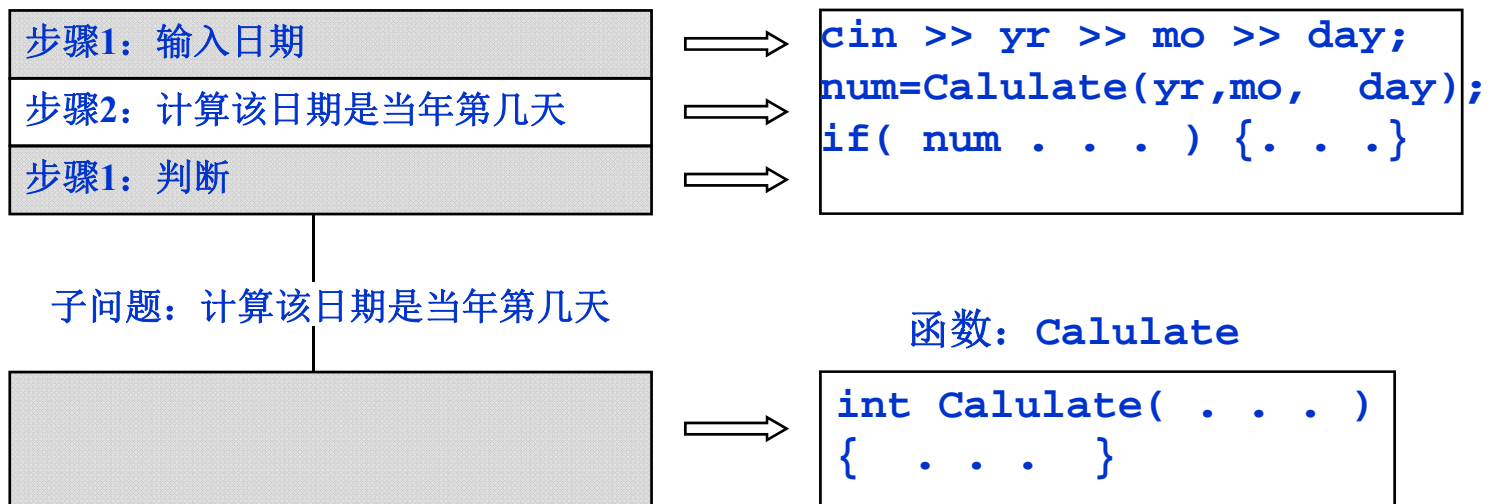 步骤1：输入日期
步骤2：计算该日期是当年第几天
步骤1：判断
cin >> yr >> mo >> day;
num=Calulate(yr,mo, day);
if( num . . . ) {. . .}
子问题：计算该日期是当年第几天
函数：Calulate
int Calulate( . . . )
{ . . . }